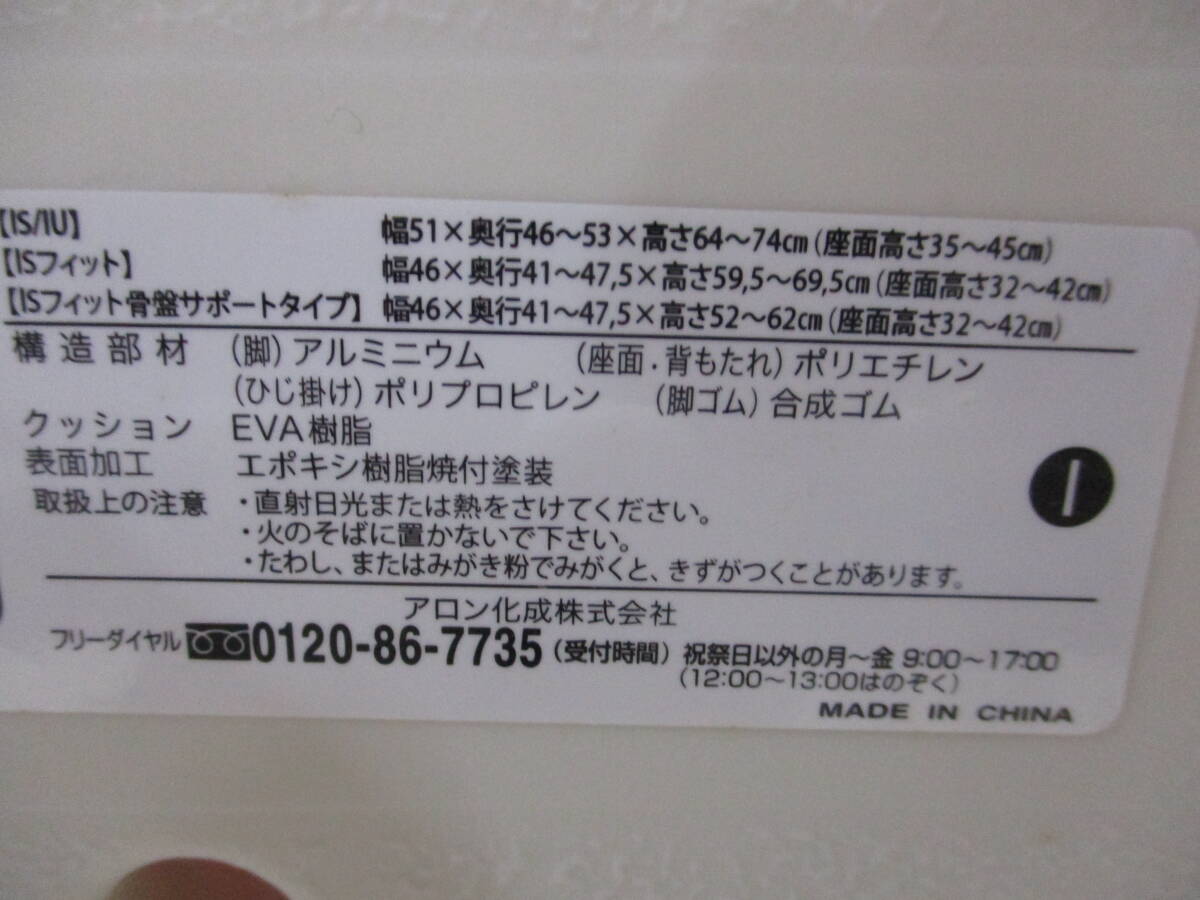 【IS/IU】 幅51×奥行46～53×高さ64～74㎝(座面高さ35～45㎝)
【ISフィット】 幅46×奥行41～47,5×高さ59,5～69,5㎝(座面高さ32～42㎝)
【ISフィット骨盤サポートタイプ】 幅46×奥行41～47,5×高さ52～62㎝(座面高さ32～42㎝)
構造部材 (脚)アルミニウム (座面・背もたれ)ポリエチレン
(ひじ掛け)ポリプロピレン (脚ゴム)合成ゴム
クッション EVA樹脂
表面加工 エポキシ樹脂焼付塗装
取扱上の注意 ・直射日光または熱をさけてください。
・火のそばに置かないで下さい。
・たわし、またはみがき粉でみがくと、きずがつくことがあります。
I
アロン化成株式会社
フリーダイヤル 0120-86-7735(受付時間)祝祭日以外の月～金 9:00～17:00
(12:00～13:00はのぞく)
MADE IN CHINA